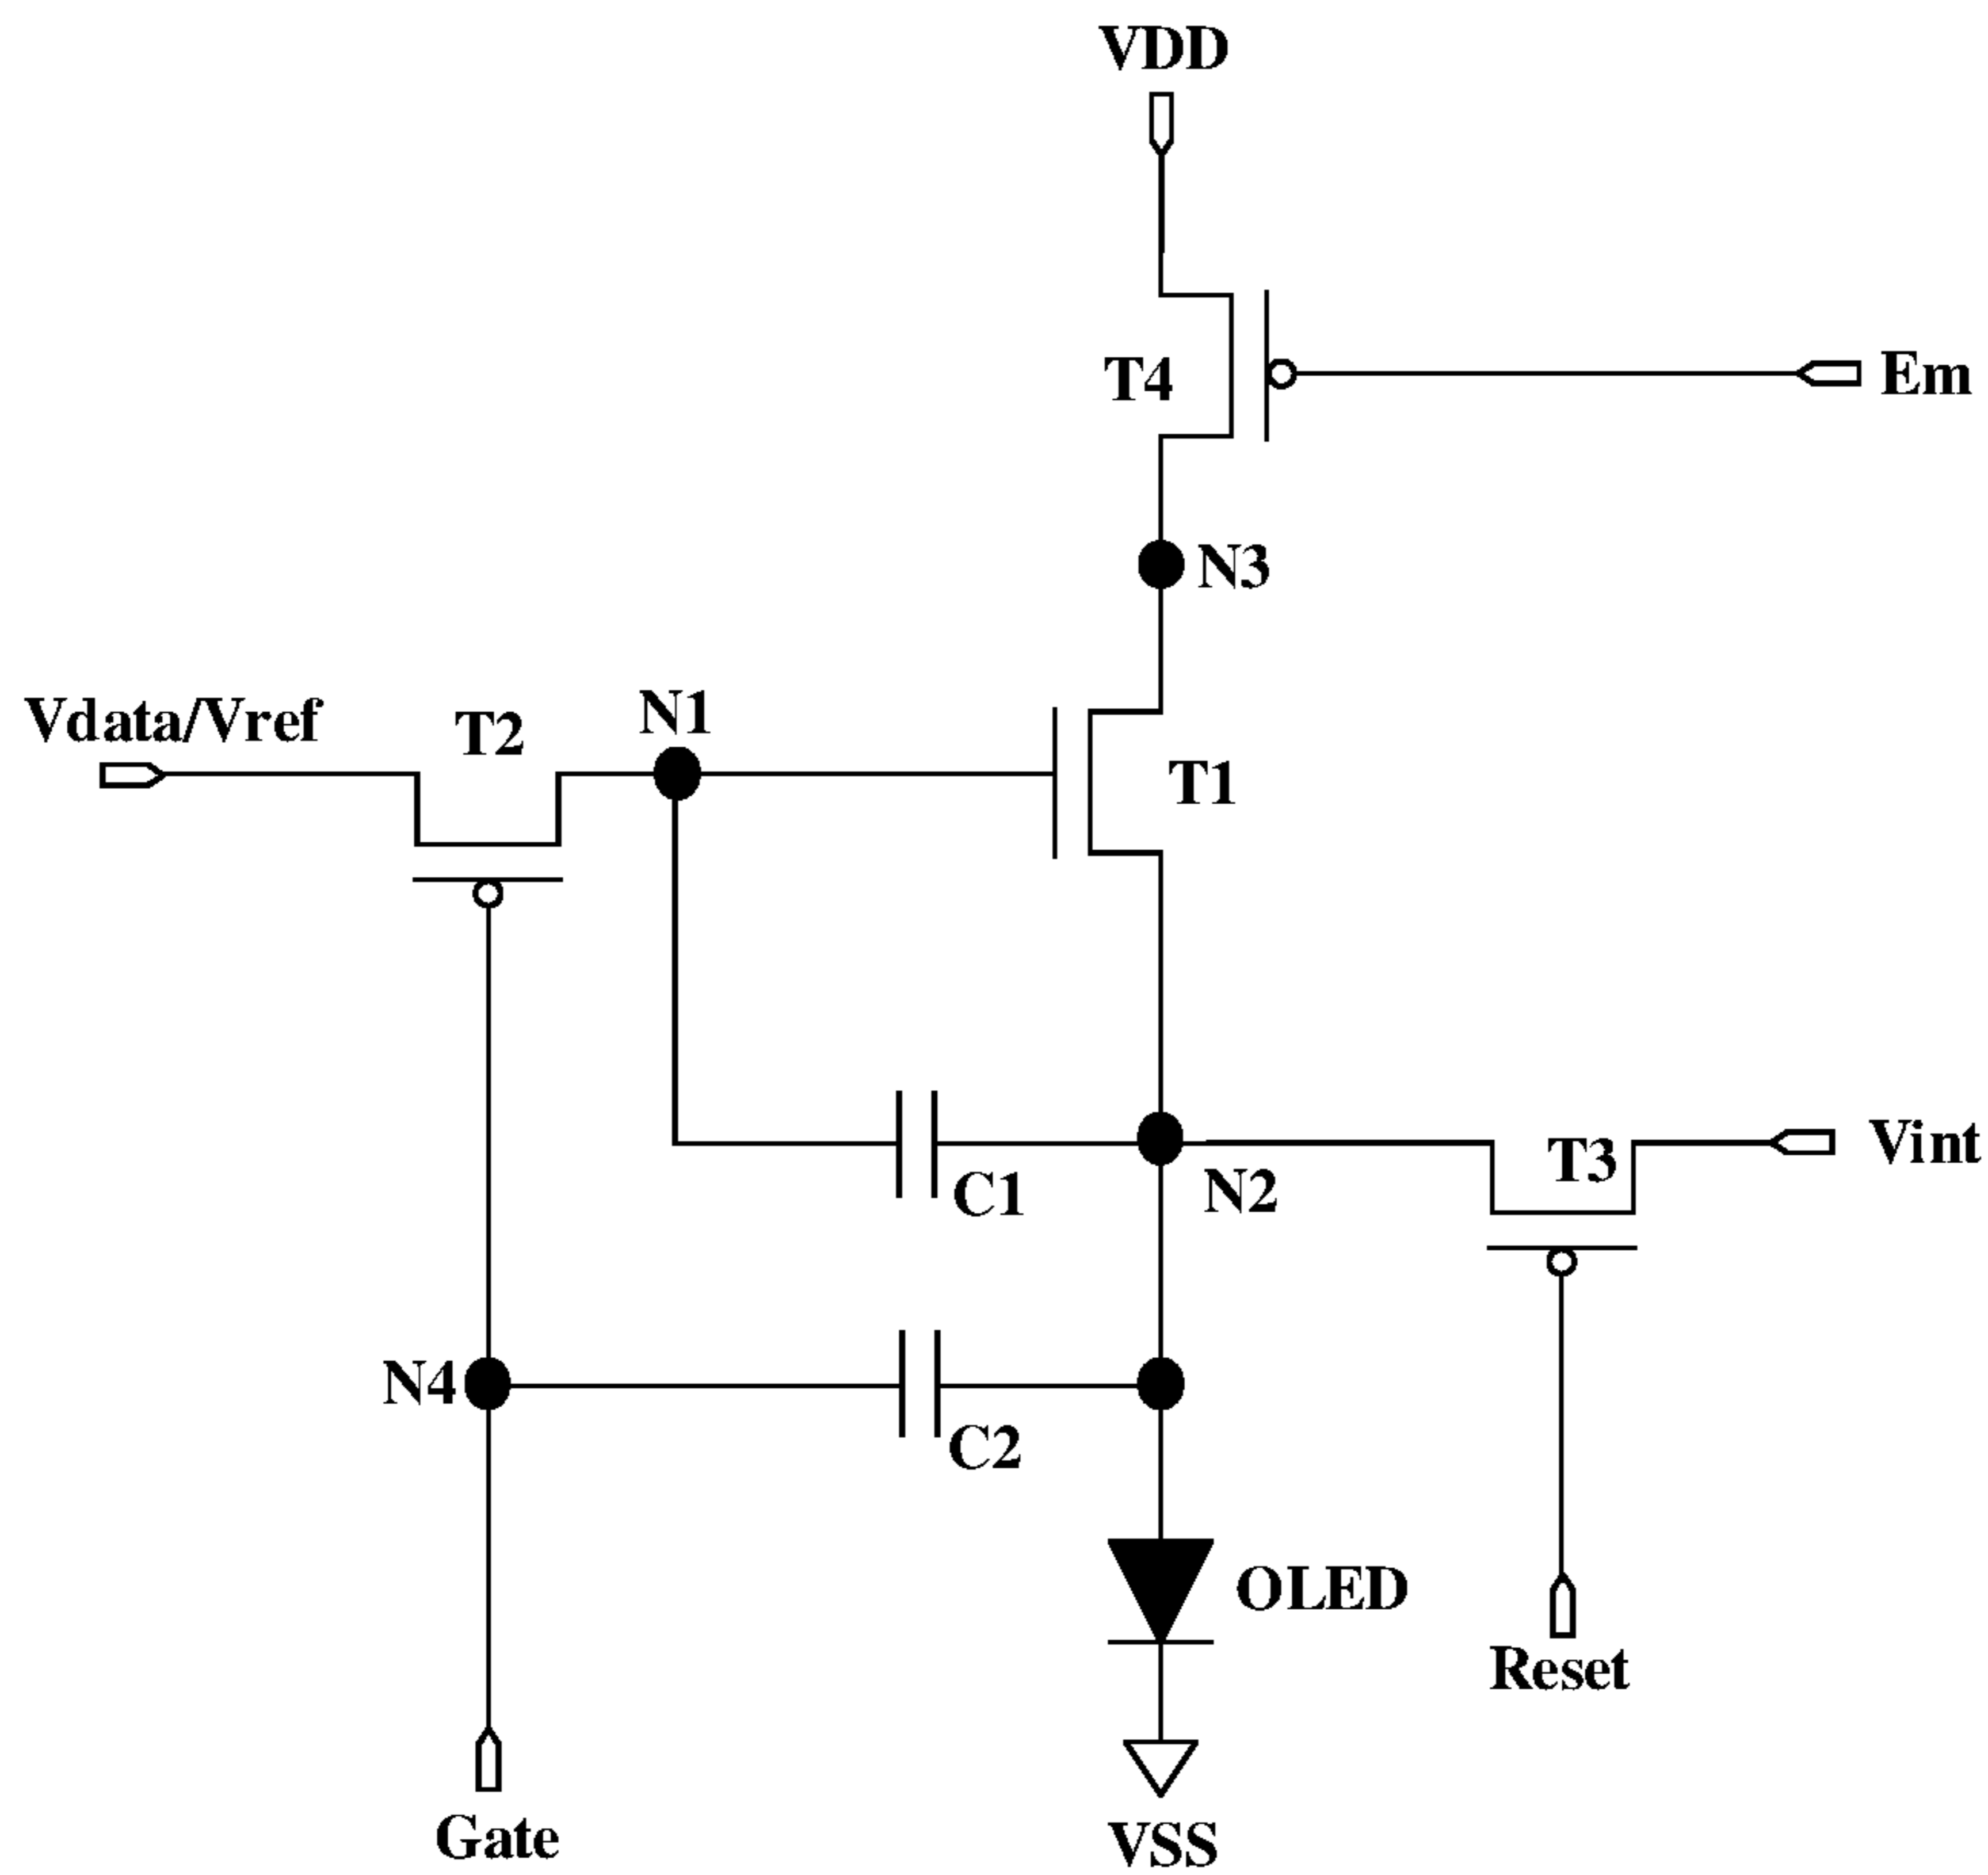 VDD
T4
Em
N3
Vdata/Vref
T2
N1
T1
C1
N2
T3
Vint
N4
C2
OLED
Reset
Gate
VSS